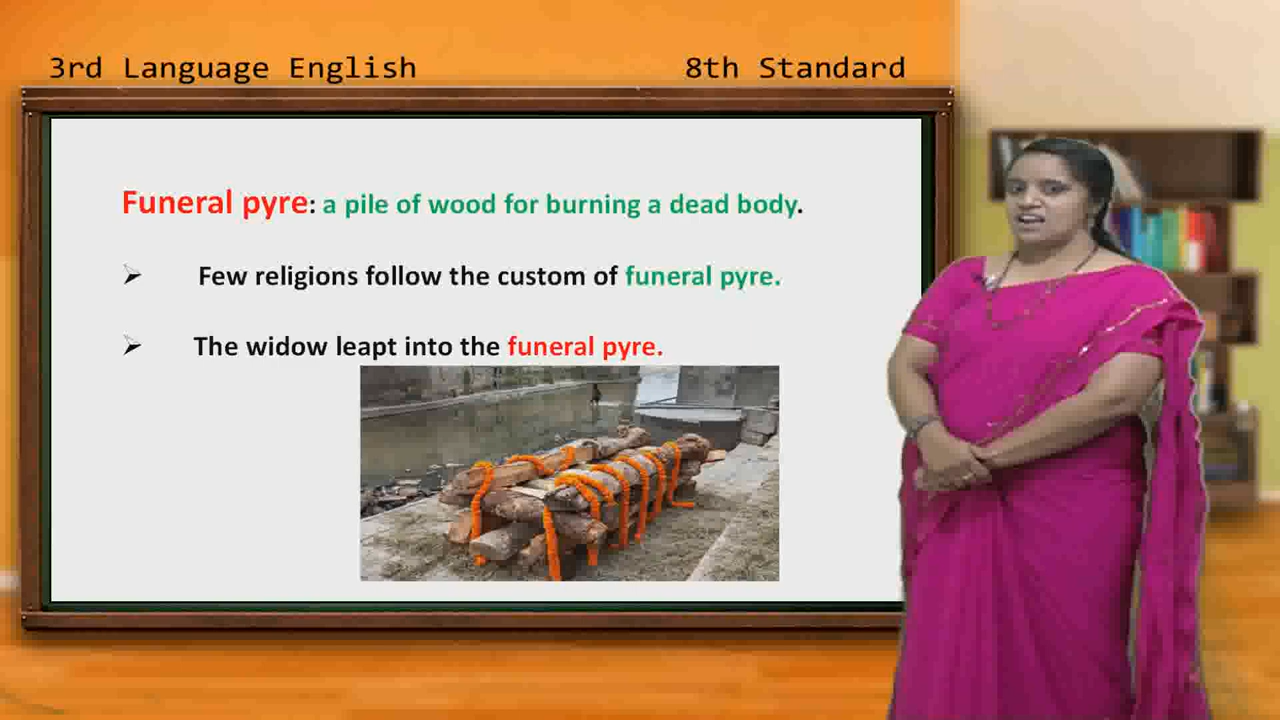 3rd Language English 8th Standard
Funeral pyre: a pile of wood for burning a dead body.
➢ Few religions follow the custom of funeral pyre.
➢ The widow leapt into the funeral pyre.